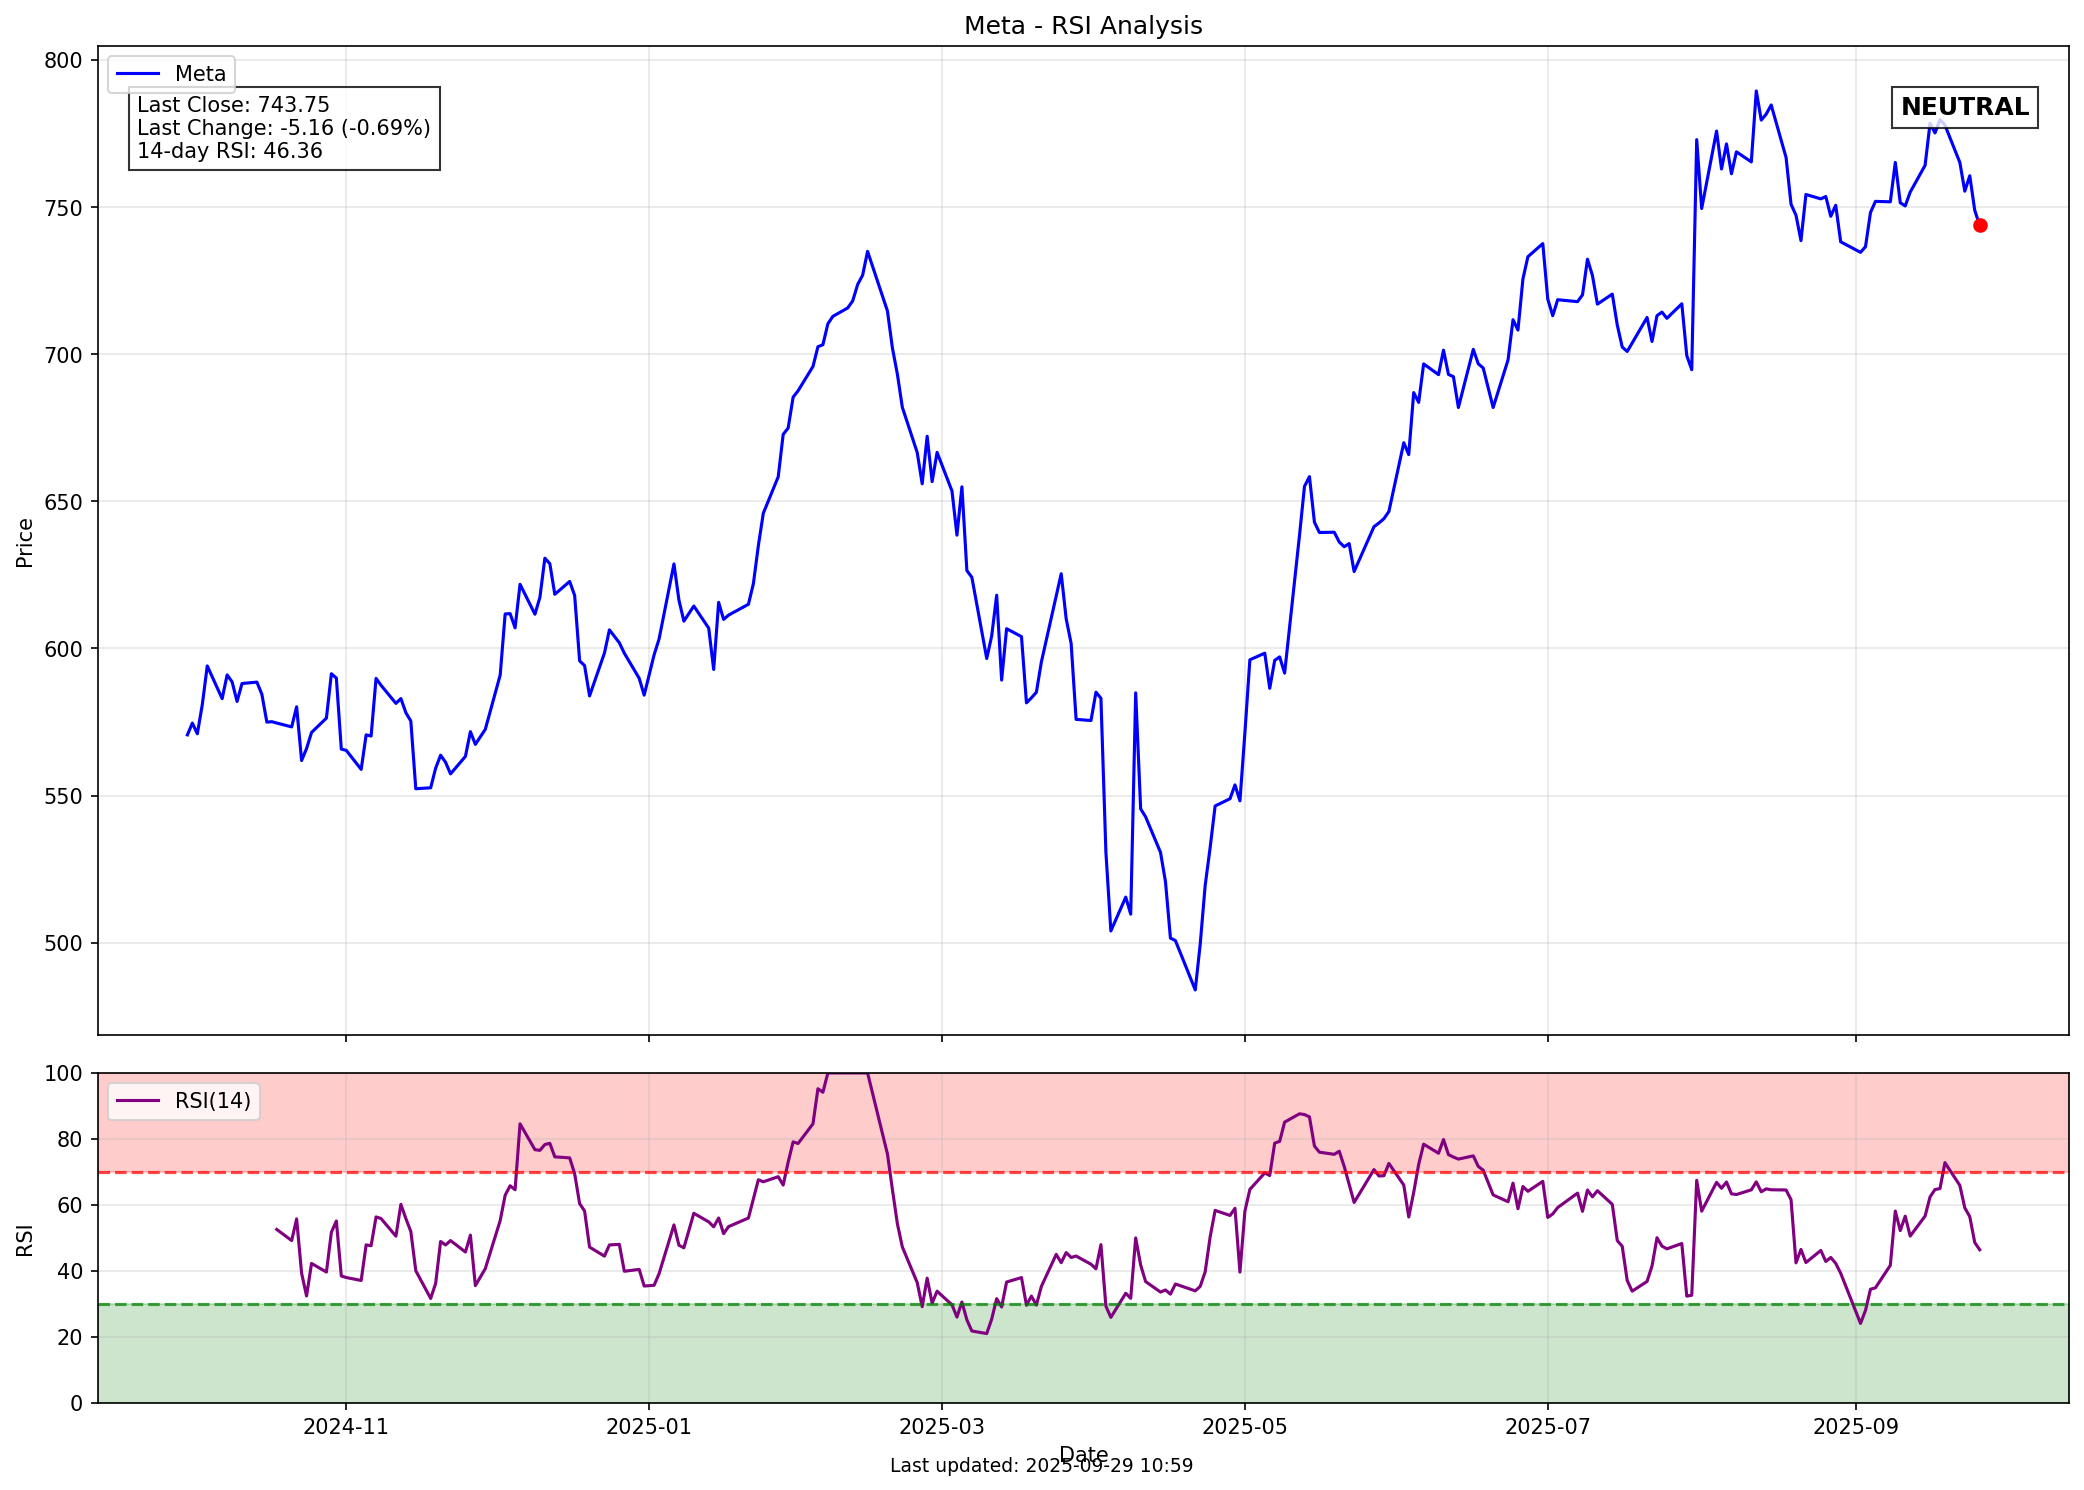 Meta - RSI Analysis
Meta
Last Close: 743.75
Last Change: -5.16 (-0.69%)
14-day RSI: 46.36
NEUTRAL
800
750
700
650
600
550
500
Price
RSI(14)
100
80
60
40
20
0
RSI
2024-11
2025-01
2025-03
2025-05
2025-07
2025-09
Date
Last updated: 2025-09-29 10:59